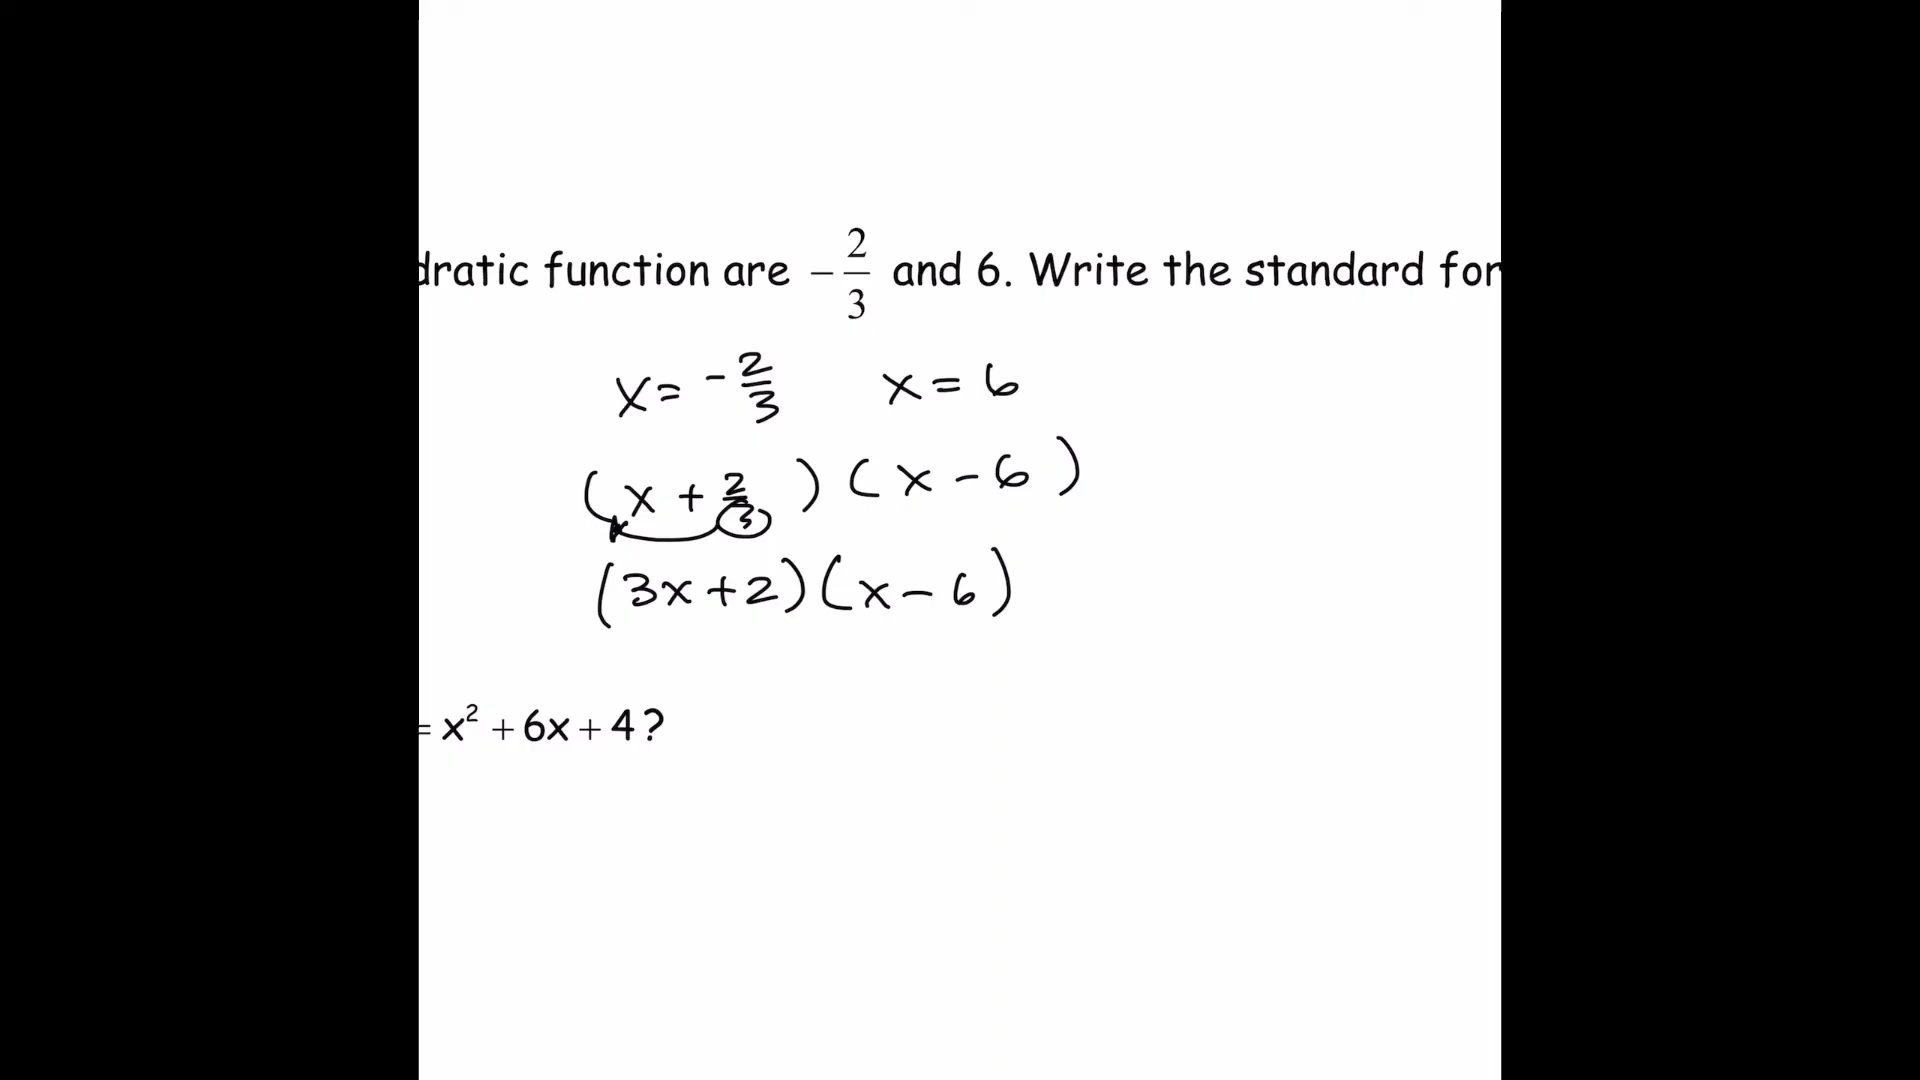 dratic function are -2/3 and 6. Write the standard for
x = -2/3 x = 6
(x + 2/3) (x - 6)
(3x + 2)(x - 6)
= x² + 6x + 4?